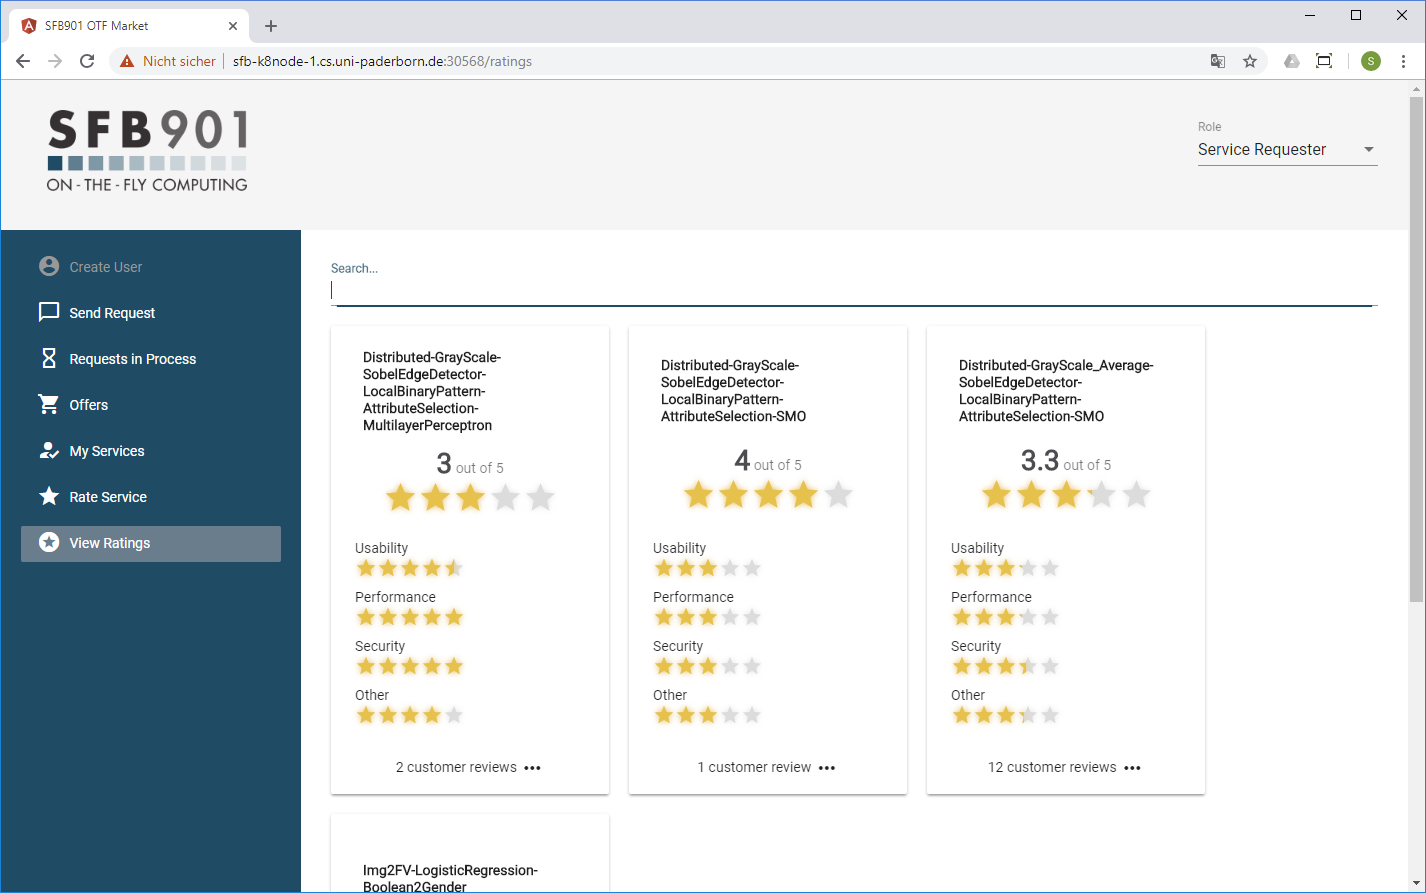 SFB901 OTF Market
Nicht sicher
sfb-k8node-1.cs.uni-paderborn.de:30568/ratings
S
SFB901
ON-THE-FLY COMPUTING
Role
Service Requester
Create User
Send Request
Requests in Process
Offers
My Services
Rate Service
View Ratings
Search...
Distributed-GrayScale-
SobelEdgeDetector-
LocalBinaryPattern-
AttributeSelection-
MultilayerPerceptron
3 out of 5
Usability
Performance
Security
Other
2 customer reviews •••
Distributed-GrayScale-
SobelEdgeDetector-
LocalBinaryPattern-
AttributeSelection-SMO
4 out of 5
Usability
Performance
Security
Other
1 customer review •••
Distributed-GrayScale_Average-
SobelEdgeDetector-
LocalBinaryPattern-
AttributeSelection-SMO
3.3 out of 5
Usability
Performance
Security
Other
12 customer reviews •••
Img2FV-LogisticRegression-
Boolean2Gender